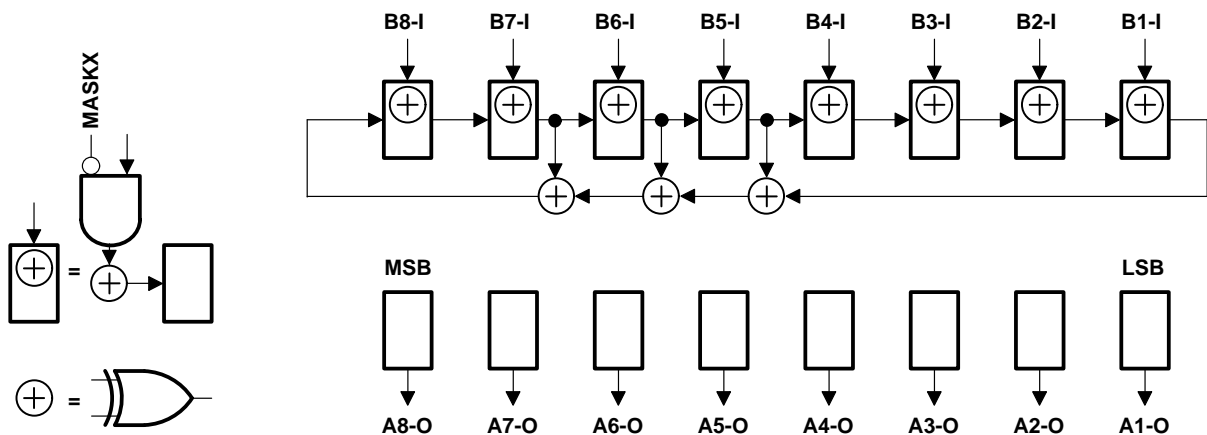 B8-I B7-I B6-I B5-I B4-I B3-I B2-I B1-I
MASKX
=
=
MSB LSB
A8-O A7-O A6-O A5-O A4-O A3-O A2-O A1-O